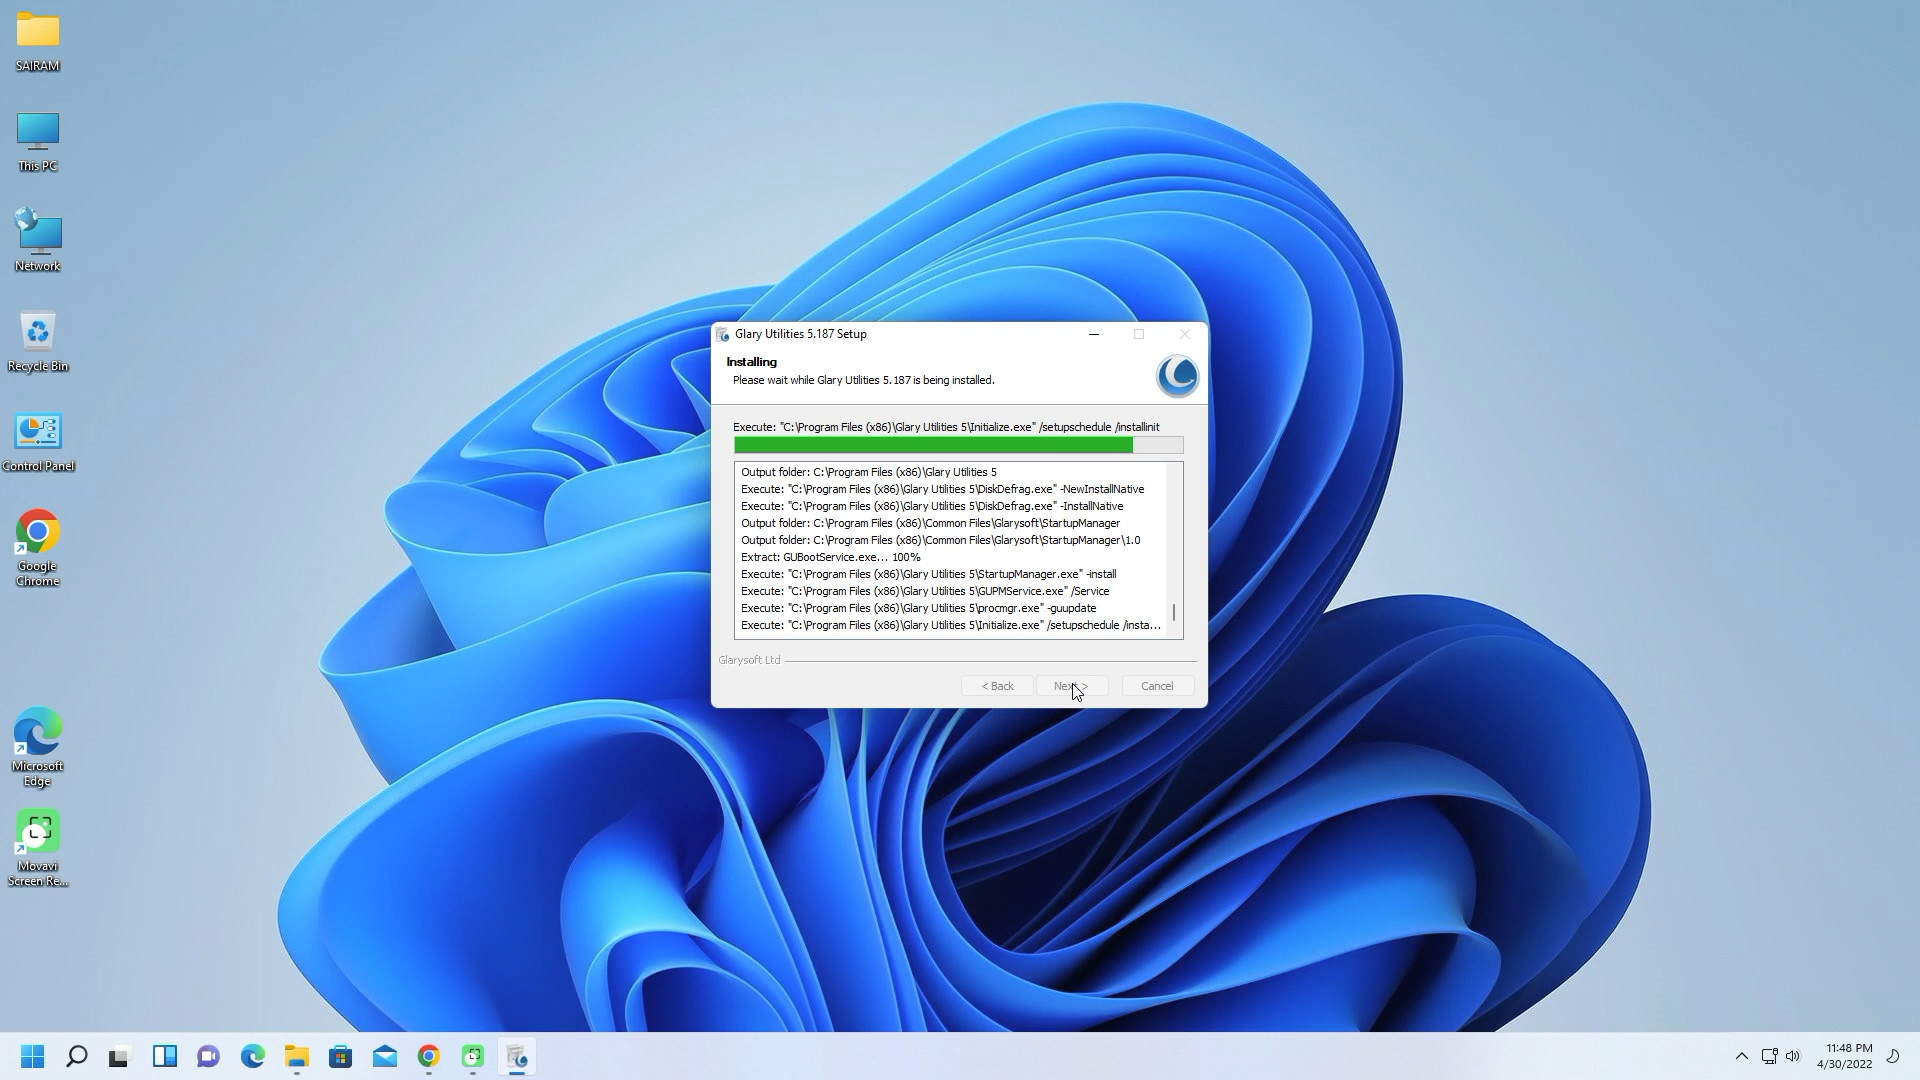 SAIRAM
This PC
Network
Recycle Bin
Control Panel
Google
Chrome
Microsoft
Edge
Movavi
Screen Re...
Glary Utilities 5.187 Setup
Installing
Please wait while Glary Utilities 5.187 is being installed.
Execute: "C:\Program Files (x86)\Glary Utilities 5\Initialize.exe" /setupschedule /installinit
Output folder: C:\Program Files (x86)\Glary Utilities 5
Execute: "C:\Program Files (x86)\Glary Utilities 5\DiskDefrag.exe" -NewInstallNative
Execute: "C:\Program Files (x86)\Glary Utilities 5\DiskDefrag.exe" -InstallNative
Output folder: C:\Program Files (x86)\Common Files\Glarysoft\StartupManager
Output folder: C:\Program Files (x86)\Common Files\Glarysoft\StartupManager\1.0
Extract: GUBootService.exe... 100%
Execute: "C:\Program Files (x86)\Glary Utilities 5\StartupManager.exe" -install
Execute: "C:\Program Files (x86)\Glary Utilities 5\GUPMService.exe" /Service
Execute: "C:\Program Files (x86)\Glary Utilities 5\procmgr.exe" -guupdate
Execute: "C:\Program Files (x86)\Glary Utilities 5\Initialize.exe" /setupschedule /insta...
Glarysoft Ltd
< Back
Next >
Cancel
11:48 PM
4/30/2022